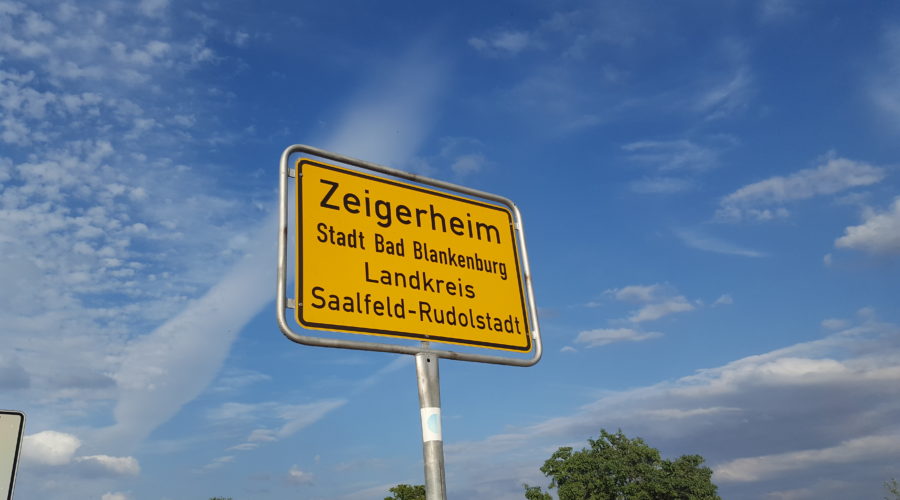 Zeigerheim
Stadt Bad Blankenburg
Landkreis
Saalfeld-Rudolstadt